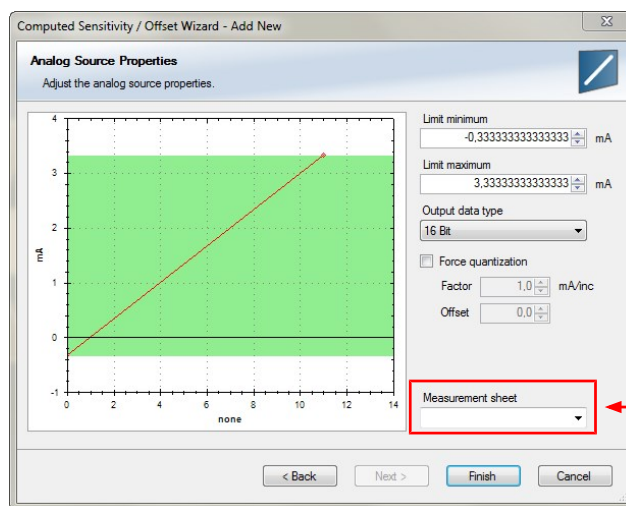 Computed Sensitivity / Offset Wizard - Add New
Analog Source Properties
Adjust the analog source properties.
4
3
2
1
0
-1
mA
0 2 4 6 8 10 12 14
none
Limit minimum
-0,333333333333333 mA
Limit maximum
3,33333333333333 mA
Output data type
16 Bit
Force quantization
Factor 1,0 mA/inc
Offset 0,0
Measurement sheet
< Back Next > Finish Cancel